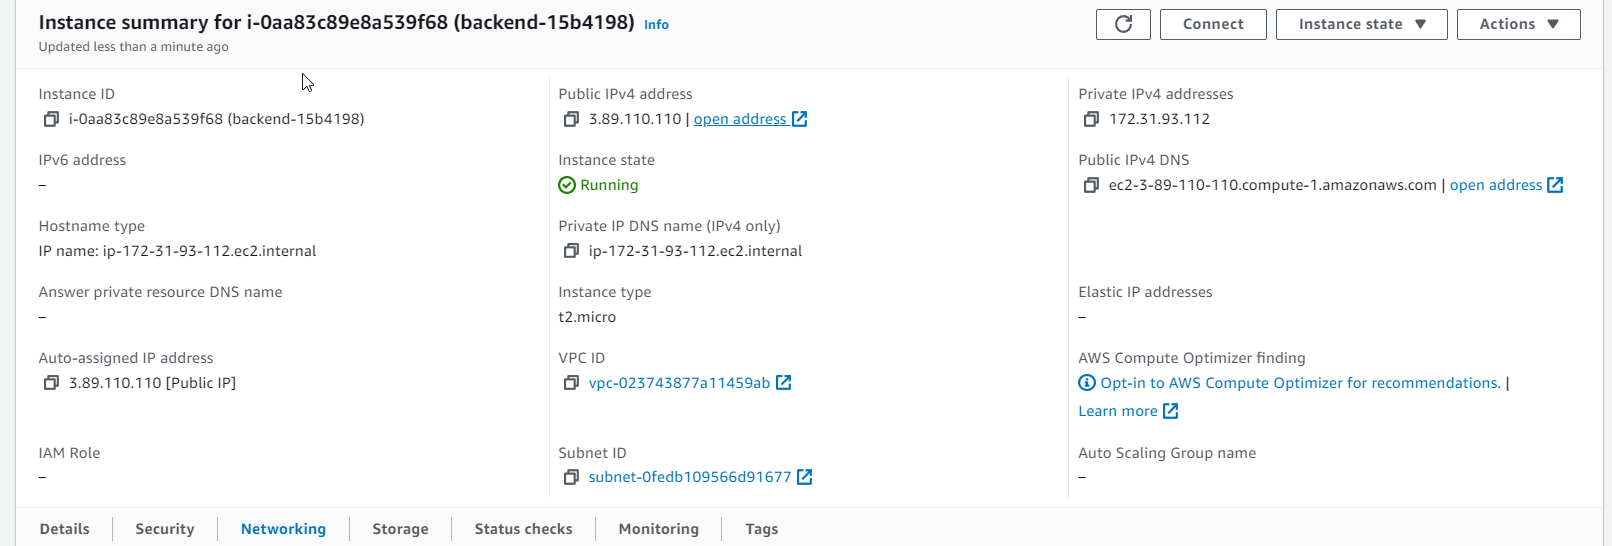 Instance summary for i-0aa83c89e8a539f68 (backend-15b4198) Info
Updated less than a minute ago
Connect
Instance state
Actions
Instance ID
i-0aa83c89e8a539f68 (backend-15b4198)
Public IPv4 address
3.89.110.110 | open address
Private IPv4 addresses
172.31.93.112
IPv6 address
–
Instance state
Running
Public IPv4 DNS
ec2-3-89-110-110.compute-1.amazonaws.com | open address
Hostname type
IP name: ip-172-31-93-112.ec2.internal
Private IP DNS name (IPv4 only)
ip-172-31-93-112.ec2.internal
Answer private resource DNS name
–
Instance type
t2.micro
Elastic IP addresses
–
Auto-assigned IP address
3.89.110.110 [Public IP]
VPC ID
vpc-023743877a11459ab
AWS Compute Optimizer finding
Opt-in to AWS Compute Optimizer for recommendations. |
Learn more
IAM Role
–
Subnet ID
subnet-0fedb109566d91677
Auto Scaling Group name
–
Details
Security
Networking
Storage
Status checks
Monitoring
Tags